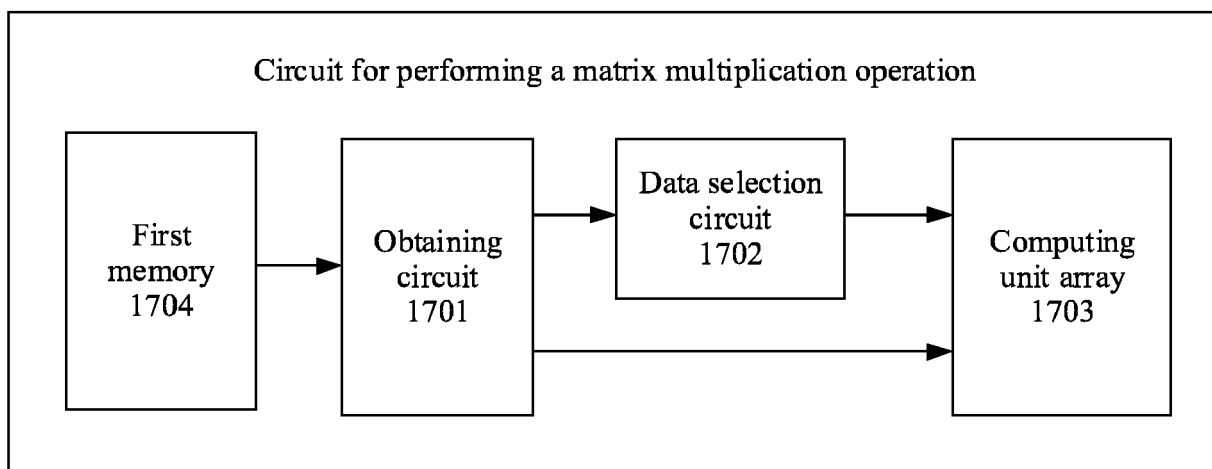 Circuit for performing a matrix multiplication operation
First
memory
1704
Obtaining
circuit
1701
Data selection
circuit
1702
Computing
unit array
1703